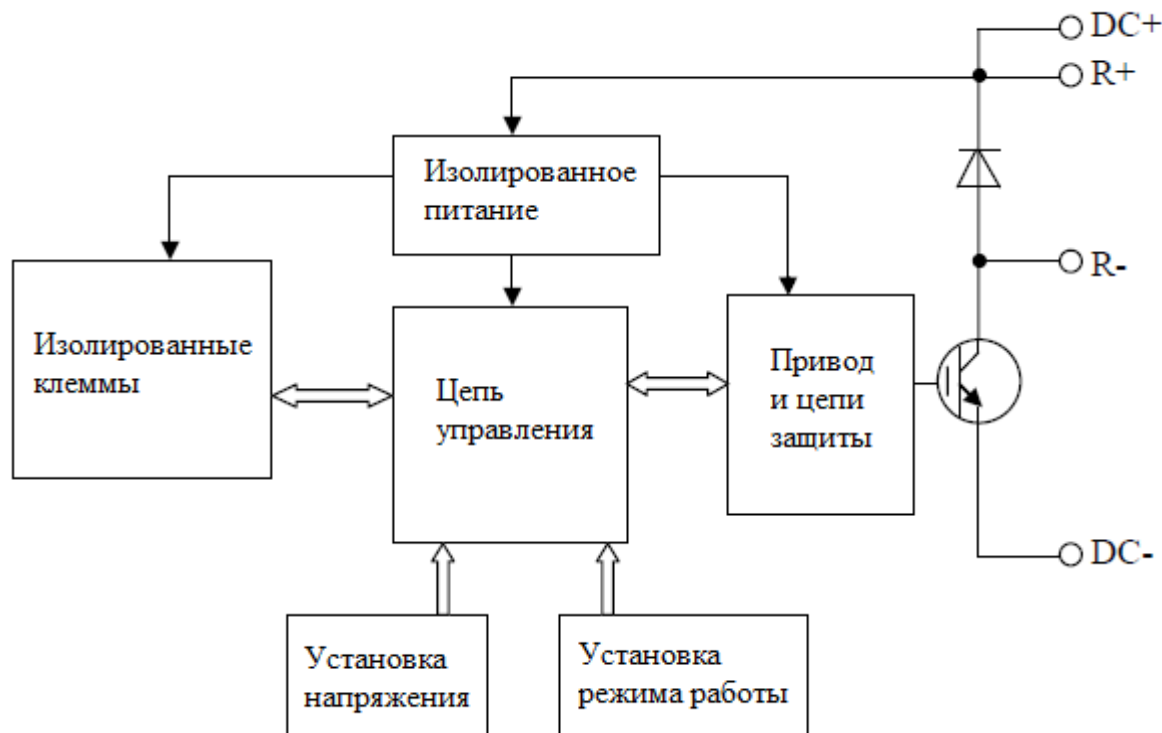 DC+
R+
Изолированное
питание
R-
Изолированные
клеммы
Цепь
управления
Привод
и цепи
защиты
DC-
Установка
напряжения
Установка
режима работы